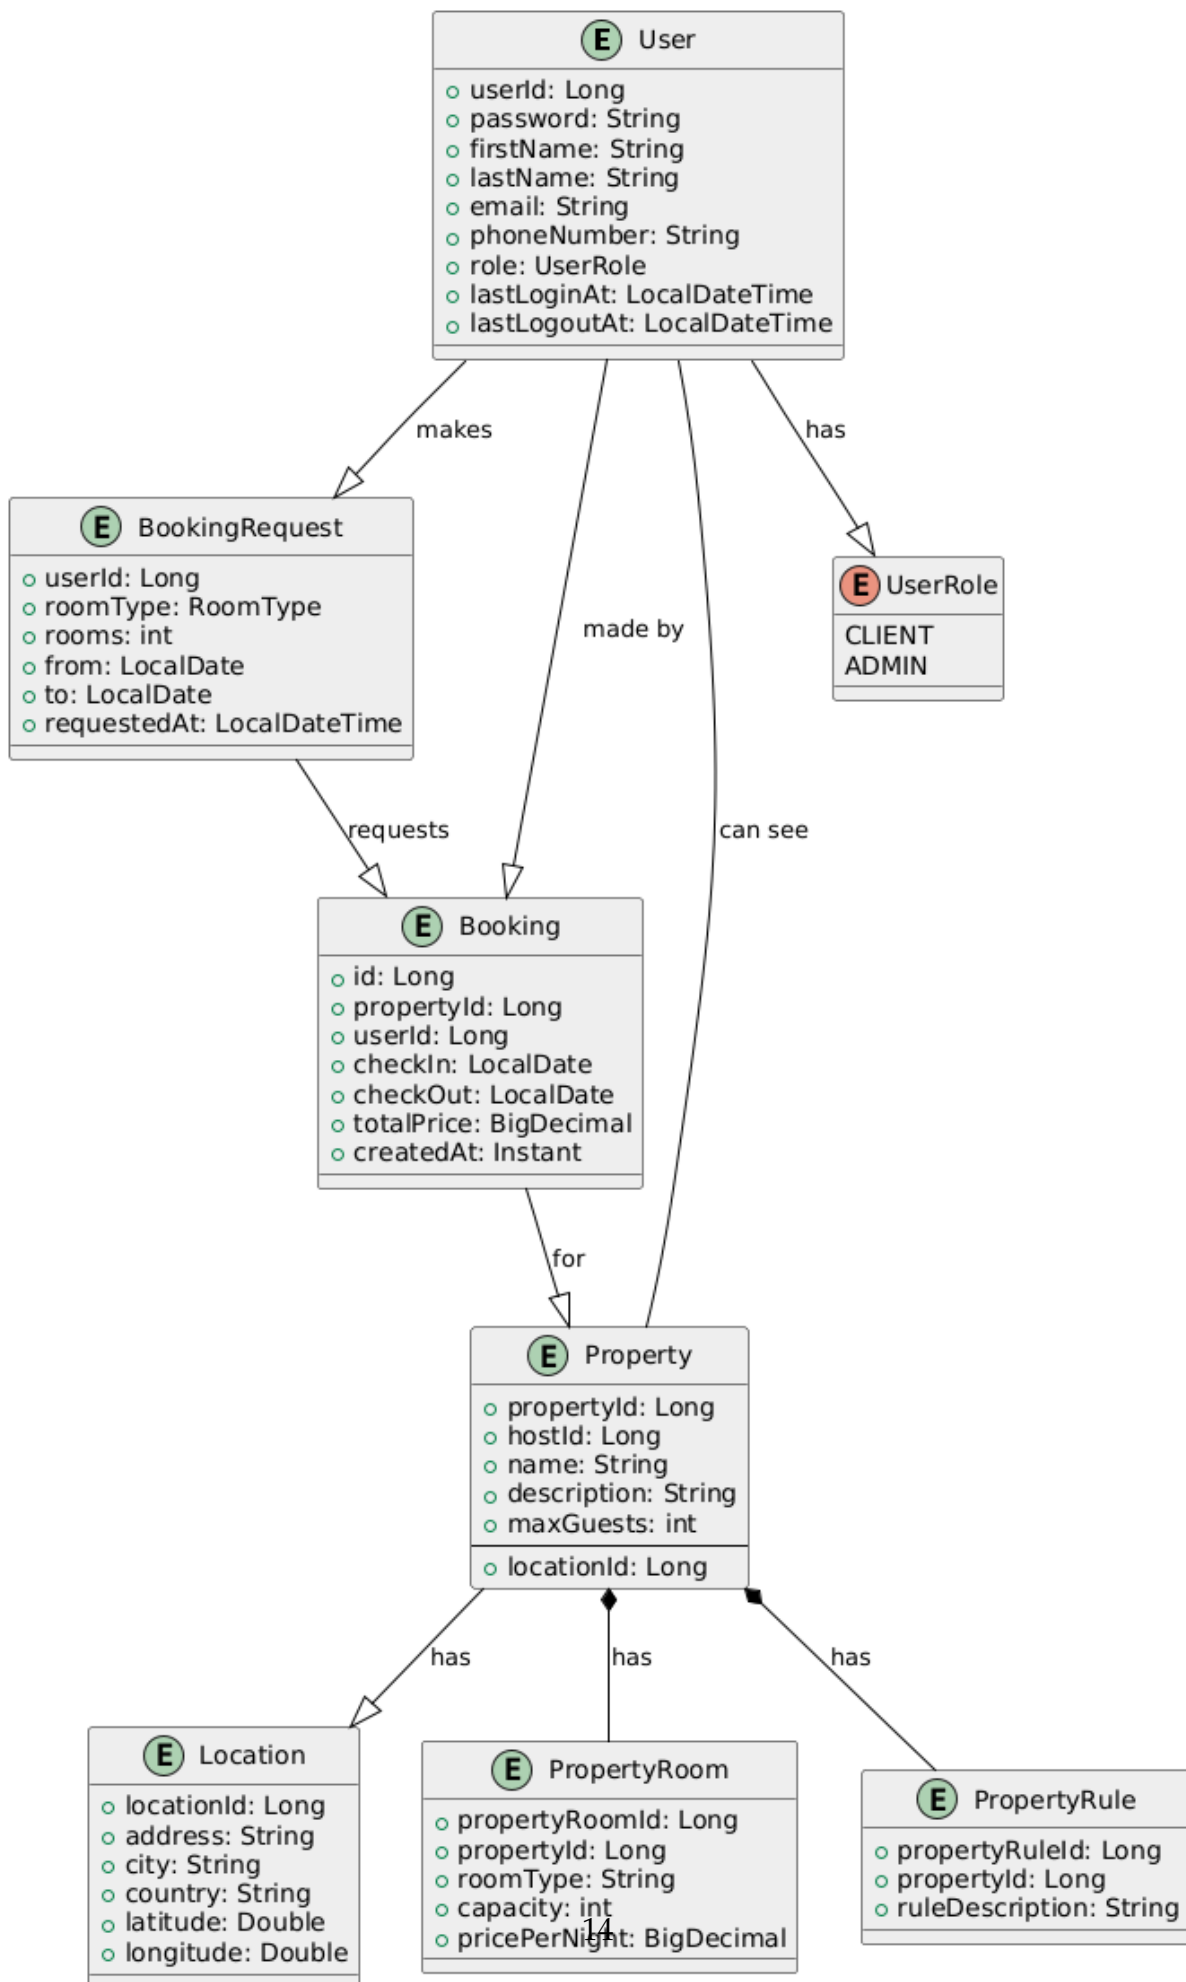 E User
userId: Long
password: String
firstName: String
lastName: String
email: String
phoneNumber: String
role: UserRole
lastLoginAt: LocalDateTime
lastLogoutAt: LocalDateTime
makes
has
E BookingRequest
userId: Long
roomType: RoomType
rooms: int
from: LocalDate
to: LocalDate
requestedAt: LocalDateTime
E UserRole
CLIENT
ADMIN
made by
requests
can see
E Booking
id: Long
propertyId: Long
userId: Long
checkIn: LocalDate
checkOut: LocalDate
totalPrice: BigDecimal
createdAt: Instant
for
E Property
propertyId: Long
hostId: Long
name: String
description: String
maxGuests: int
locationId: Long
has
has
has
E Location
locationId: Long
address: String
city: String
country: String
latitude: Double
longitude: Double
E PropertyRoom
propertyRoomId: Long
propertyId: Long
roomType: String
capacity: int
pricePerNight: BigDecimal
E PropertyRule
propertyRuleId: Long
propertyId: Long
ruleDescription: String
14